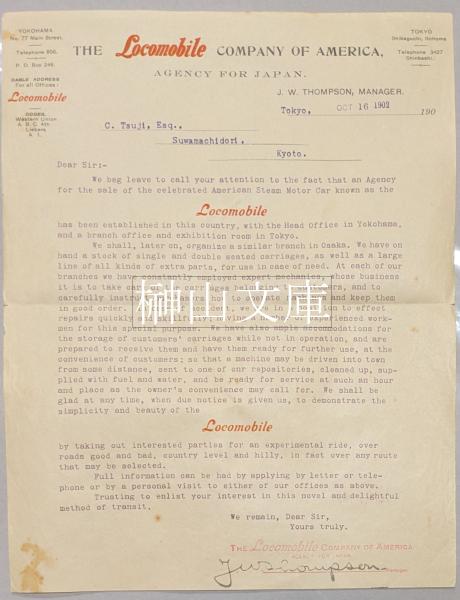 YOKOHAMA
No. 77 Main Street.
Telephone 806.
P. O. Box 246.
CABLE ADDRESS
For all Offices:
Locomobile
CODES:
Western Union
A. B. C. 4th
Liebers
A. 1.
TOKYO
Telephone 3427
Shinbashi.
THE Locomobile COMPANY OF AMERICA,
AGENCY FOR JAPAN.
J. W. THOMPSON, MANAGER.
Tokyo, OCT 16 1902 190
C. Tsuji, Esq.,
Suwamachidori,
Kyoto.
Dear Sir:-
We beg leave to call your attention to the fact that an Agency
for the sale of the celebrated American Steam Motor Car known as the
Locomobile
has been established in this country, with the Head Office in Yokohama,
and a branch office and exhibition room in Tokyo.
We shall, later on, organize a similar branch in Osaka. We have on
hand a stock of single and double seated carriages, as well as a large
line of all kinds of extra parts, for use in case of need. At each of our
branches we have constantly employed expert mechanics, whose business
it is to take care of
carefully instruct
in good order.
repairs quickly
men for this special purpose. We have also ample accommodations for
the storage of customers' carriages while not in operation, and are
prepared to receive them and have them ready for further use, at the
convenience of customers; so that a machine may be driven into town
from some distance, sent to one of our repositories, cleaned up, sup-
plied with fuel and water, and be ready for service at such an hour
and place as the owner's convenience may call for. We shall be
glad at any time, when due notice is given us, to demonstrate the
simplicity and beauty of the
Locomobile
by taking out interested parties for an experimental ride, over
roads good and bad, country level and hilly, in fact over any route
that may be selected.
Full information can be had by applying by letter or tele-
phone or by a personal visit to either of our offices as above.
Trusting to enlist your interest in this novel and delightful
method of transit.
We remain, Dear Sir,
Yours truly.
THE Locomobile COMPANY OF AMERICA
AGENCY FOR JAPAN
J W Thompson
Manager
榊山文庫